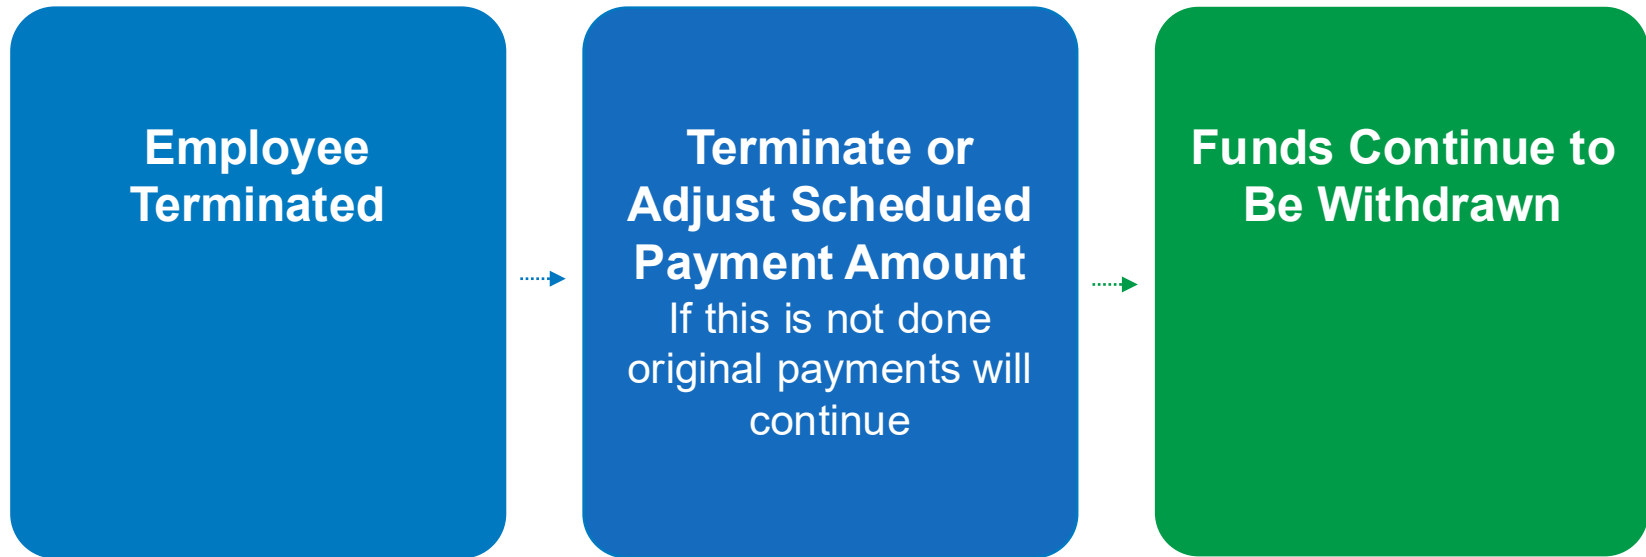 Employee
Terminated
Terminate or
Adjust Scheduled
Payment Amount
If this is not done
original payments will
continue
Funds Continue to
Be Withdrawn